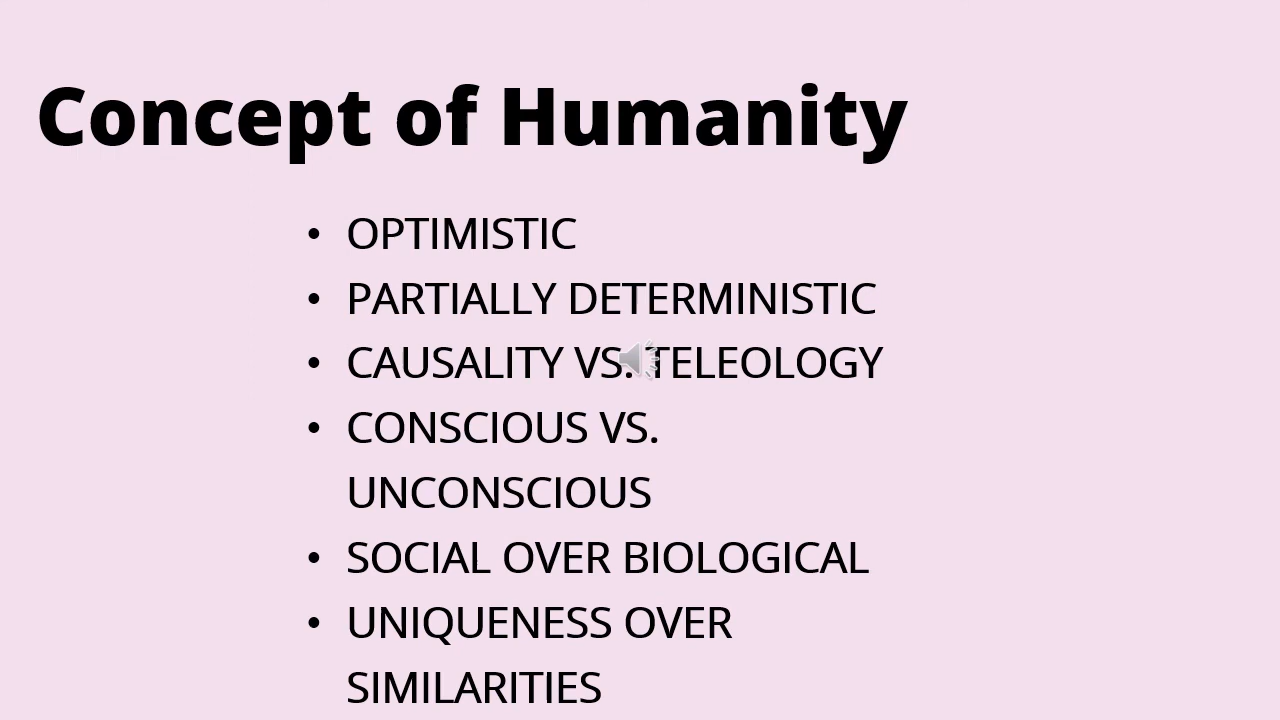 Concept of Humanity
• OPTIMISTIC
• PARTIALLY DETERMINISTIC
• CAUSALITY VS. TELEOLOGY
• CONSCIOUS VS.
UNCONSCIOUS
• SOCIAL OVER BIOLOGICAL
• UNIQUENESS OVER
SIMILARITIES